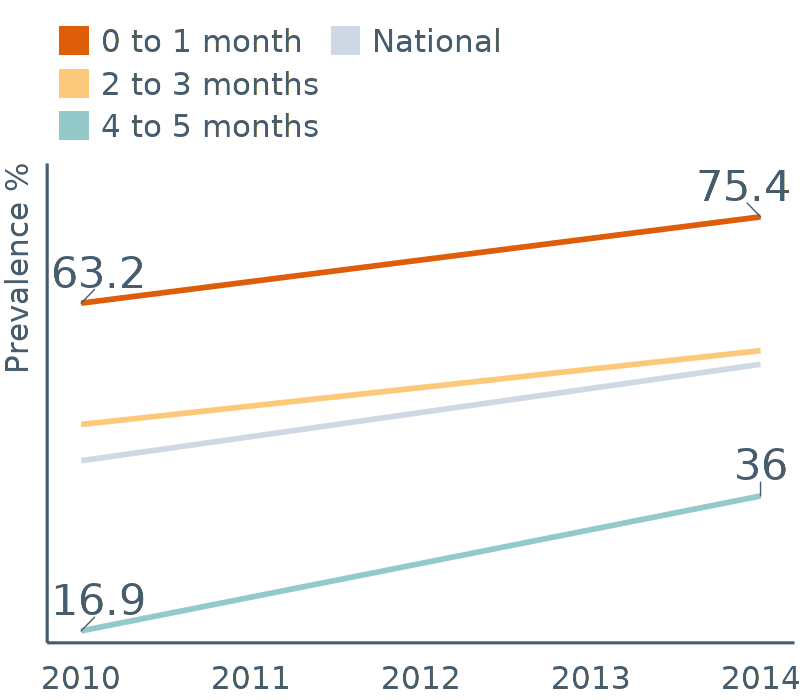 0 to 1 month
National
2 to 3 months
4 to 5 months
Prevalence %
75.4
63.2
36
16.9
2010 2011 2012 2013 2014